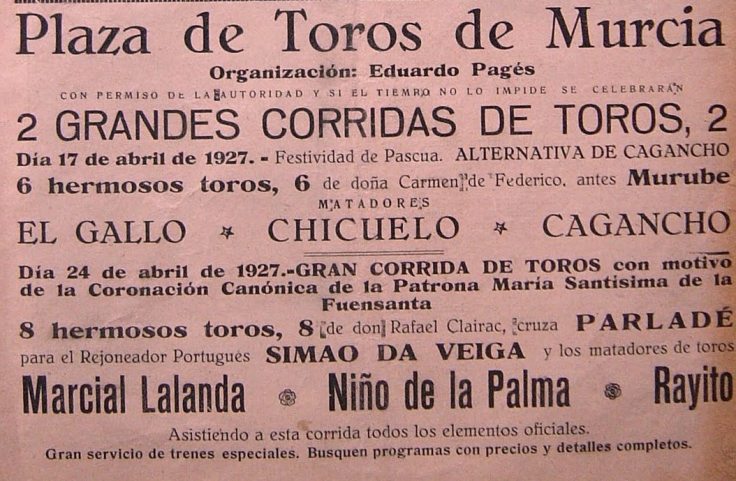 Plaza de Toros de Murcia
Organización: Eduardo Pagés
CON PERMISO DE LA AUTORIDAD Y SI EL TIEMPO NO LO IMPIDE SE CELEBRARÁN
2 GRANDES CORRIDAS DE TOROS, 2
Día 17 de abril de 1927. - Festividad de Pascua. ALTERNATIVA DE CAGANCHO
6 hermosos toros, 6 de doña Carmen de Federico, antes Murube
MATADORES
EL GALLO * CHICUELO * CAGANCHO
Día 24 de abril de 1927.-GRAN CORRIDA DE TOROS con motivo
de la Coronación Canónica de la Patrona María Santísima de la
Fuensanta
8 hermosos toros, 8 de don Rafael Clairac, cruza PARLADÉ
para el Rejoneador Portugués SIMAO DA VEIGA y los matadores de toros
Marcial Lalanda Niño de la Palma Rayito
Asistiendo a esta corrida todos los elementos oficiales.
Gran servicio de trenes especiales. Busquen programas con precios y detalles completos.